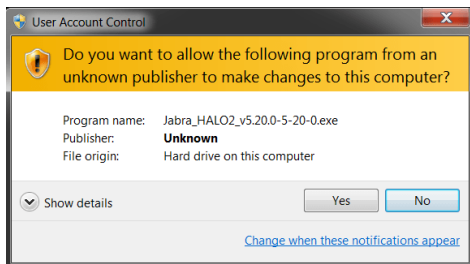 User Account Control
Do you want to allow the following program from an
unknown publisher to make changes to this computer?
Program name: Jabra_HALO2_v5.20.0-5-20-0.exe
Publisher: Unknown
File origin: Hard drive on this computer
Show details
Yes No
Change when these notifications appear